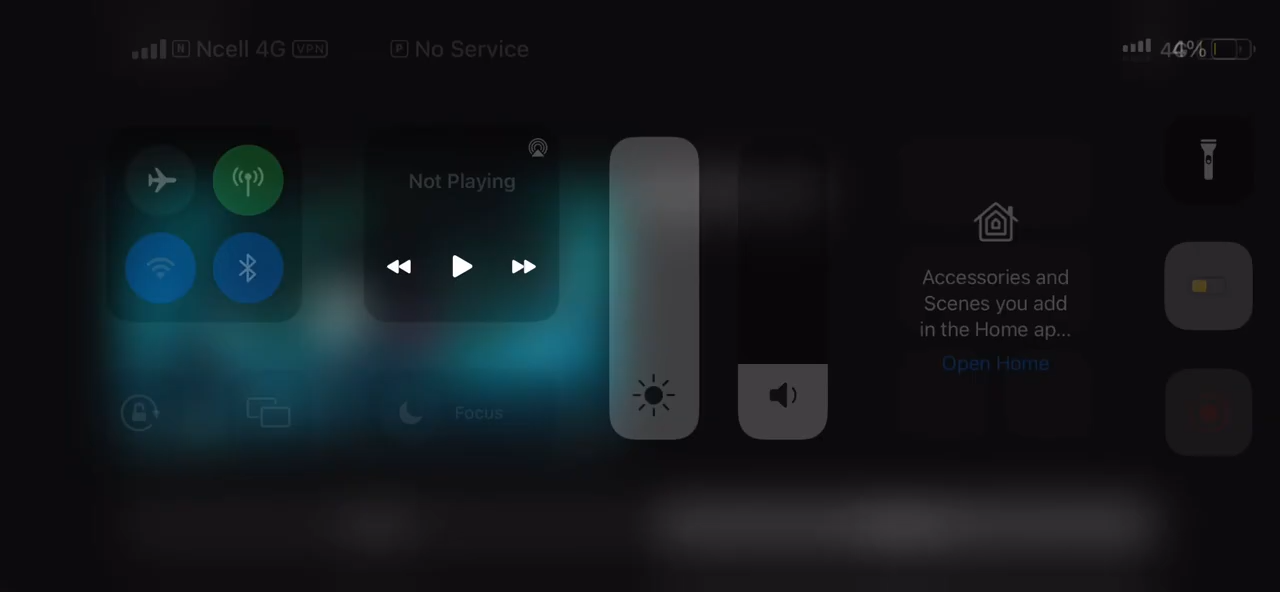 N Ncell 4G VPN
P No Service
4%
Not Playing
Accessories and
Scenes you add
in the Home ap...
Open Home
Focus